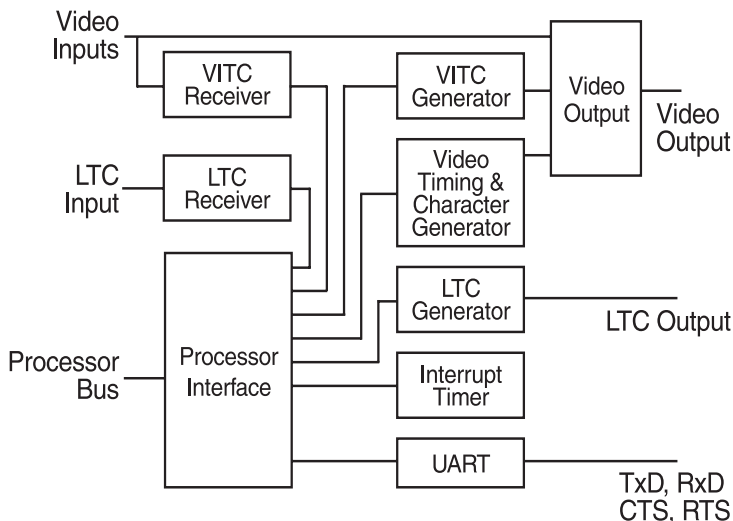 Video
Inputs
VITC
Receiver
VITC
Generator
Video
Output
Video
Output
LTC
Input
LTC
Receiver
Video
Timing &
Character
Generator
LTC
Generator
LTC Output
Processor
Bus
Processor
Interface
Interrupt
Timer
UART
TxD, RxD
CTS, RTS